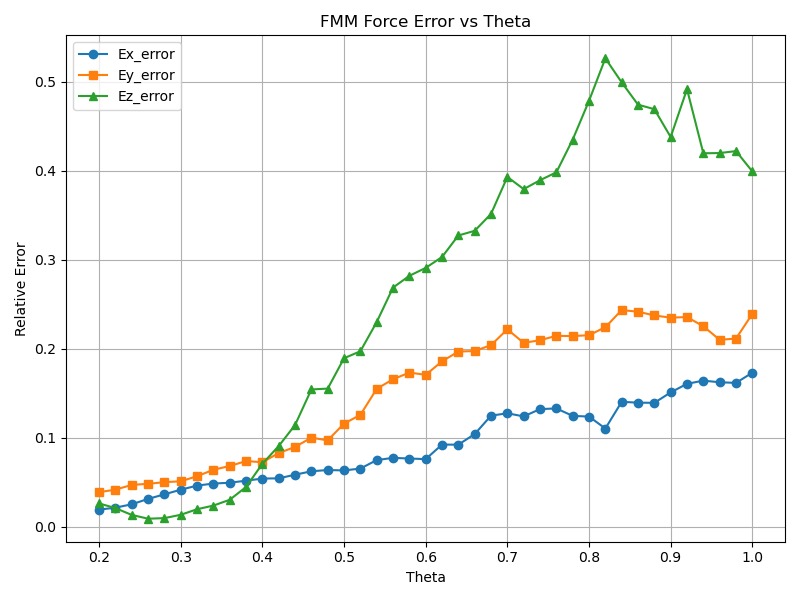 FMM Force Error vs Theta
Ex_error
Ey_error
Ez_error
0.5
0.4
0.3
0.2
0.1
0.0
Relative Error
0.2 0.3 0.4 0.5 0.6 0.7 0.8 0.9 1.0
Theta